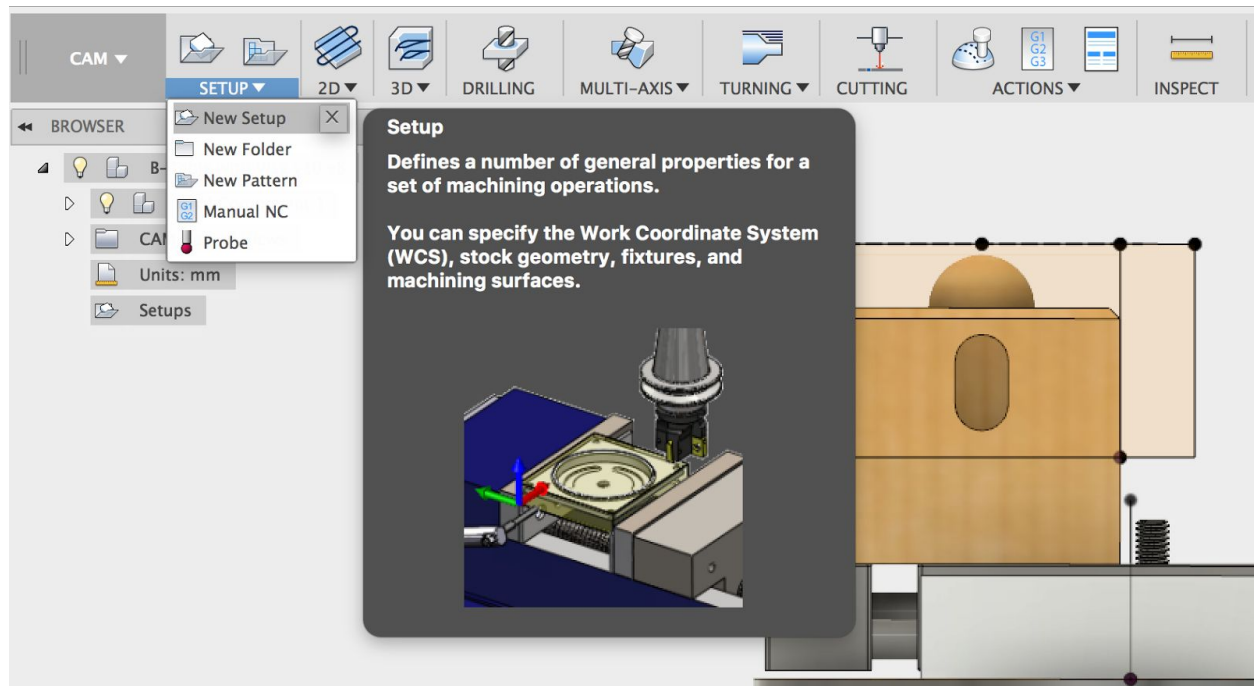 CAM
SETUP
2D
3D
DRILLING
MULTI-AXIS
TURNING
CUTTING
G1
G2
G3
ACTIONS
INSPECT
BROWSER
New Setup
New Folder
New Pattern
G1
G2
Manual NC
Probe
B-
CA
Units: mm
Setups
Setup
Defines a number of general properties for a
set of machining operations.
You can specify the Work Coordinate System
(WCS), stock geometry, fixtures, and
machining surfaces.